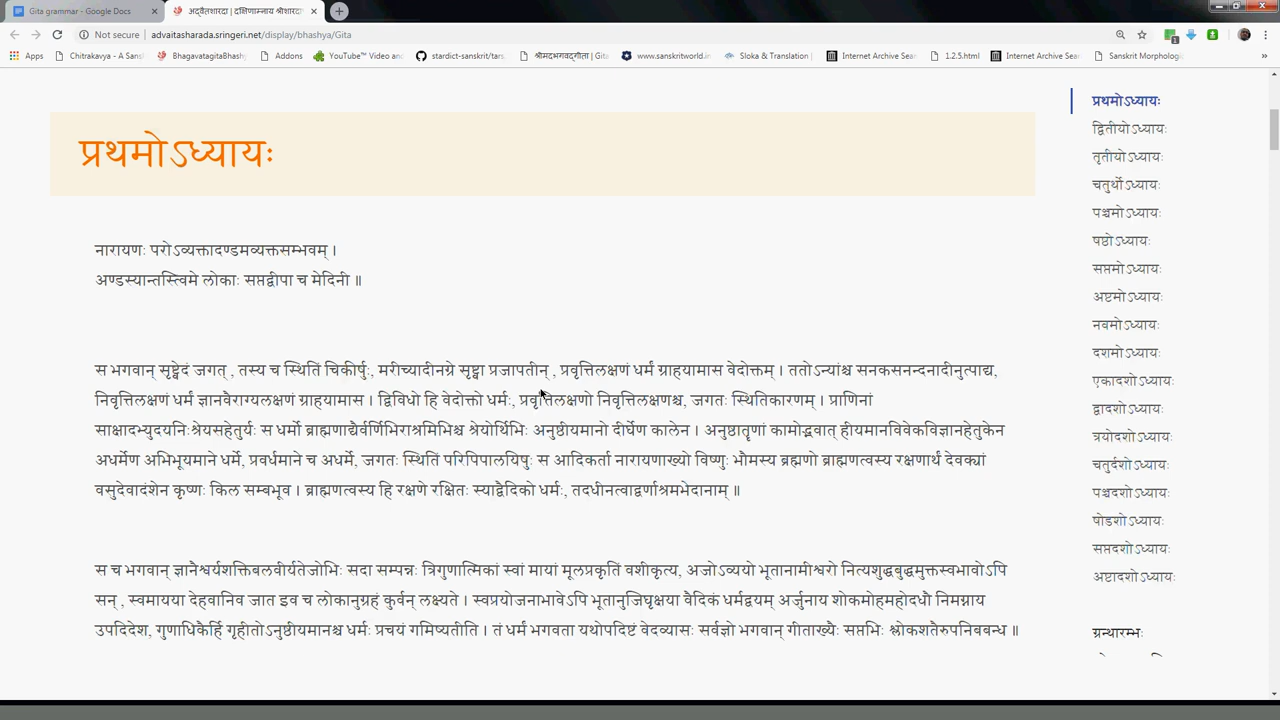 Gita grammar - Google Docs
अद्वैतशारदा | दक्षिणाम्नाय श्रीशारदा
Not secure | advaitasharada.sringeri.net/display/bhashya/Gita
Apps
Chitrakavya - A Sansl
BhagavatagitaBhashy
Addons
YouTube™ Video and
stardict-sanskrit/tars.
श्रीमद्भगवद्गीता | Gita
www.sanskritworld.in
Sloka & Translation |
Internet Archive Sear
1.2.5.html
Internet Archive Sear
Sanskrit Morpholog
प्रथमोऽध्यायः
नारायणः परोऽव्यक्तादण्डमव्यक्तसम्भवम् ।
अण्डस्यान्तस्त्विमे लोकाः सप्तद्वीपा च मेदिनी ॥
स भगवान् सृष्ट्वेदं जगत् , तस्य च स्थितिं चिकीर्षुः, मरीच्यादीनग्रे सृष्ट्वा प्रजापतीन् , प्रवृत्तिलक्षणं धर्मं ग्राहयामास वेदोक्तम् । ततोऽन्यांश्च सनकसनन्दनादीनुत्पाद्य,
निवृत्तिलक्षणं धर्मं ज्ञानवैराग्यलक्षणं ग्राहयामास । द्विविधो हि वेदोक्तो धर्मः, प्रवृत्तिलक्षणो निवृत्तिलक्षणश्च, जगतः स्थितिकारणम् । प्राणिनां
साक्षादभ्युदयनिःश्रेयसहेतुर्यः स धर्मो ब्राह्मणाद्यैर्वर्णिभिराश्रमिभिश्च श्रेयोर्थिभिः अनुष्ठीयमानो दीर्घेण कालेन । अनुष्ठातॄणां कामोद्भवात् हीयमानविवेकविज्ञानहेतुकेन
अधर्मेण अभिभूयमाने धर्मे, प्रवर्धमाने च अधर्मे, जगतः स्थितिं परिपिपालयिषुः स आदिकर्ता नारायणाख्यो विष्णुः भौमस्य ब्रह्मणो ब्राह्मणत्वस्य रक्षणार्थं देवक्यां
वसुदेवादंशेन कृष्णः किल सम्बभूव । ब्राह्मणत्वस्य हि रक्षणे रक्षितः स्याद्वैदिको धर्मः, तदधीनत्वाद्वर्णाश्रमभेदानाम् ॥
स च भगवान् ज्ञानैश्वर्यशक्तिबलवीर्यतेजोभिः सदा सम्पन्नः त्रिगुणात्मिकां स्वां मायां मूलप्रकृतिं वशीकृत्य, अजोऽव्ययो भूतानामीश्वरो नित्यशुद्धबुद्धमुक्तस्वभावोऽपि
सन् , स्वमायया देहवानिव जात इव च लोकानुग्रहं कुर्वन् लक्ष्यते । स्वप्रयोजनाभावेऽपि भूतानुजिघृक्षया वैदिकं धर्मद्वयम् अर्जुनाय शोकमोहमहोदधौ निमग्नाय
उपदिदेश, गुणाधिकैर्हि गृहीतोऽनुष्ठीयमानश्च धर्मः प्रचयं गमिष्यतीति । तं धर्मं भगवता यथोपदिष्टं वेदव्यासः सर्वज्ञो भगवान् गीताख्यैः सप्तभिः श्लोकशतैरुपनिबबन्ध ॥
प्रथमोऽध्यायः
द्वितीयोऽध्यायः
तृतीयोऽध्यायः
चतुर्थोऽध्यायः
पञ्चमोऽध्यायः
षष्ठोऽध्यायः
सप्तमोऽध्यायः
अष्टमोऽध्यायः
नवमोऽध्यायः
दशमोऽध्यायः
एकादशोऽध्यायः
द्वादशोऽध्यायः
त्रयोदशोऽध्यायः
चतुर्दशोऽध्यायः
पञ्चदशोऽध्यायः
षोडशोऽध्यायः
सप्तदशोऽध्यायः
अष्टादशोऽध्यायः
ग्रन्थारम्भः